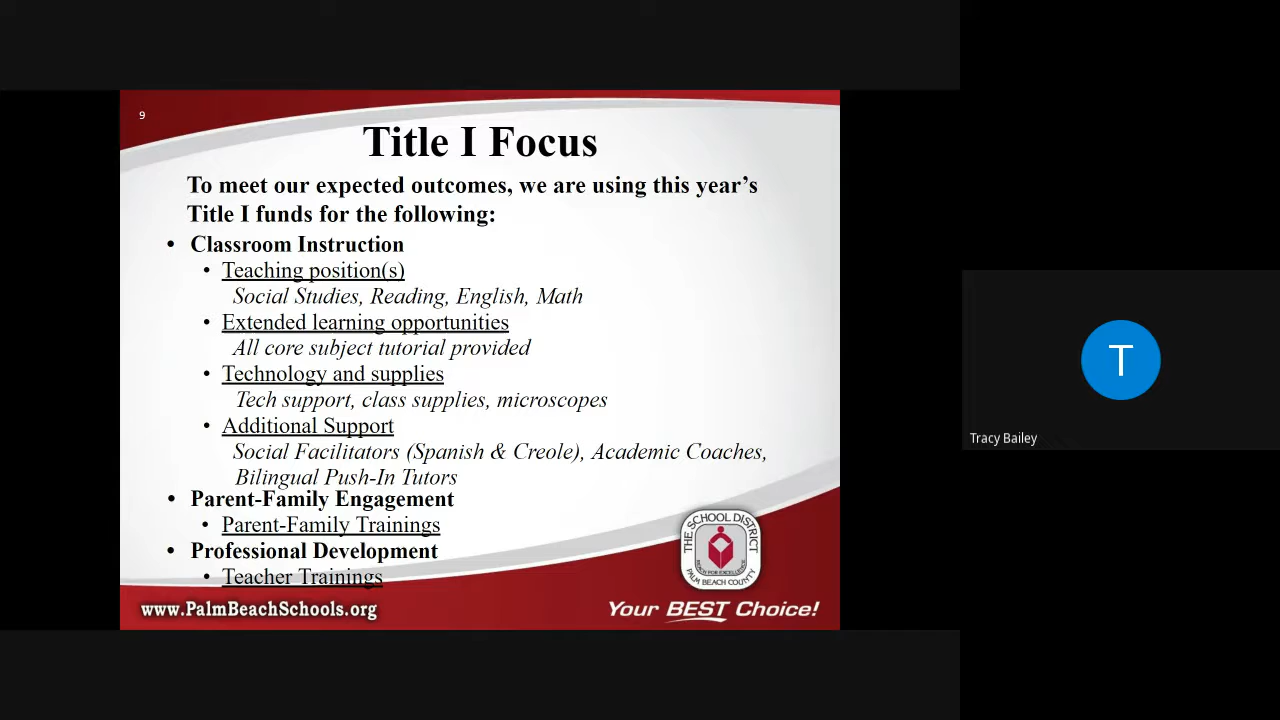 9
Title I Focus
To meet our expected outcomes, we are using this year’s
Title I funds for the following:
• Classroom Instruction
• Teaching position(s)
Social Studies, Reading, English, Math
• Extended learning opportunities
All core subject tutorial provided
• Technology and supplies
Tech support, class supplies, microscopes
• Additional Support
Social Facilitators (Spanish & Creole), Academic Coaches,
Bilingual Push-In Tutors
• Parent-Family Engagement
• Parent-Family Trainings
• Professional Development
• Teacher Trainings
THE SCHOOL DISTRICT
PALM BEACH COUNTY
www.PalmBeachSchools.org
Your BEST Choice!
T
Tracy Bailey